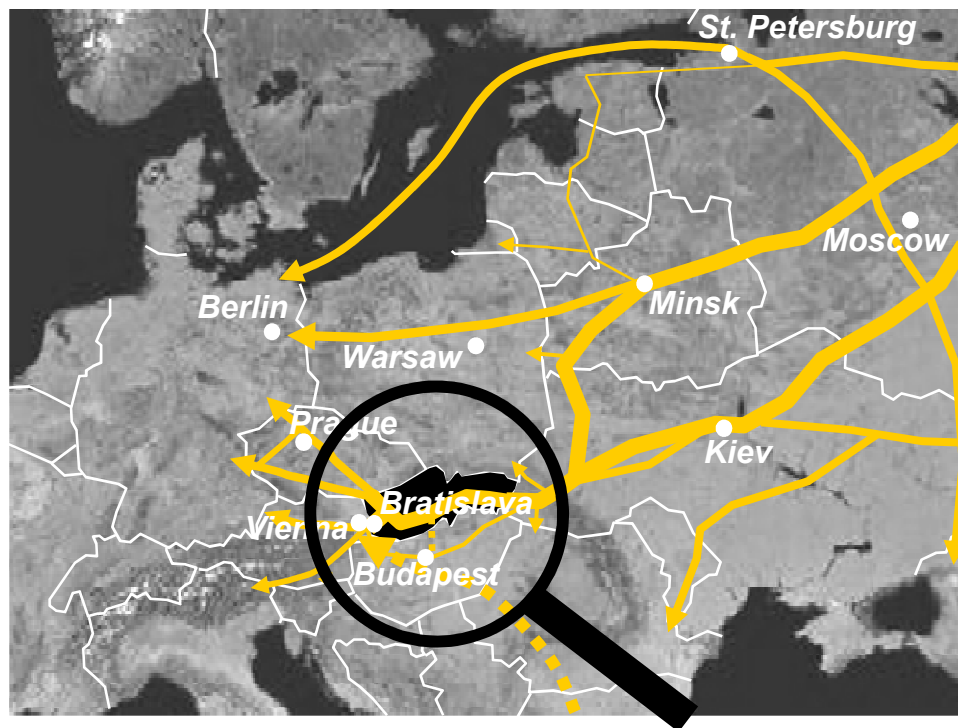 St. Petersburg
Moscow
Minsk
Berlin
Warsaw
Prague
Kiev
Bratislava
Vienna
Budapest